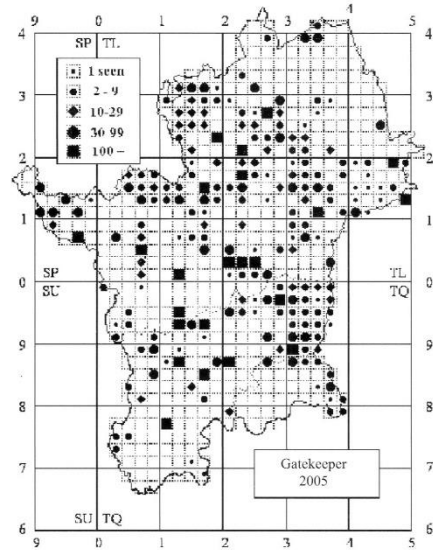 9 0 1 2 3 4
SP TL
4 4
1 seen
2 - 9
10-29
30 99
100 -
3 3
2 2
1 1
SP TL
0 0
SU TQ
9 9
8 8
7 7
Gatekeeper
2005
SU TQ
6 6
9 0 1 2 3 4 5